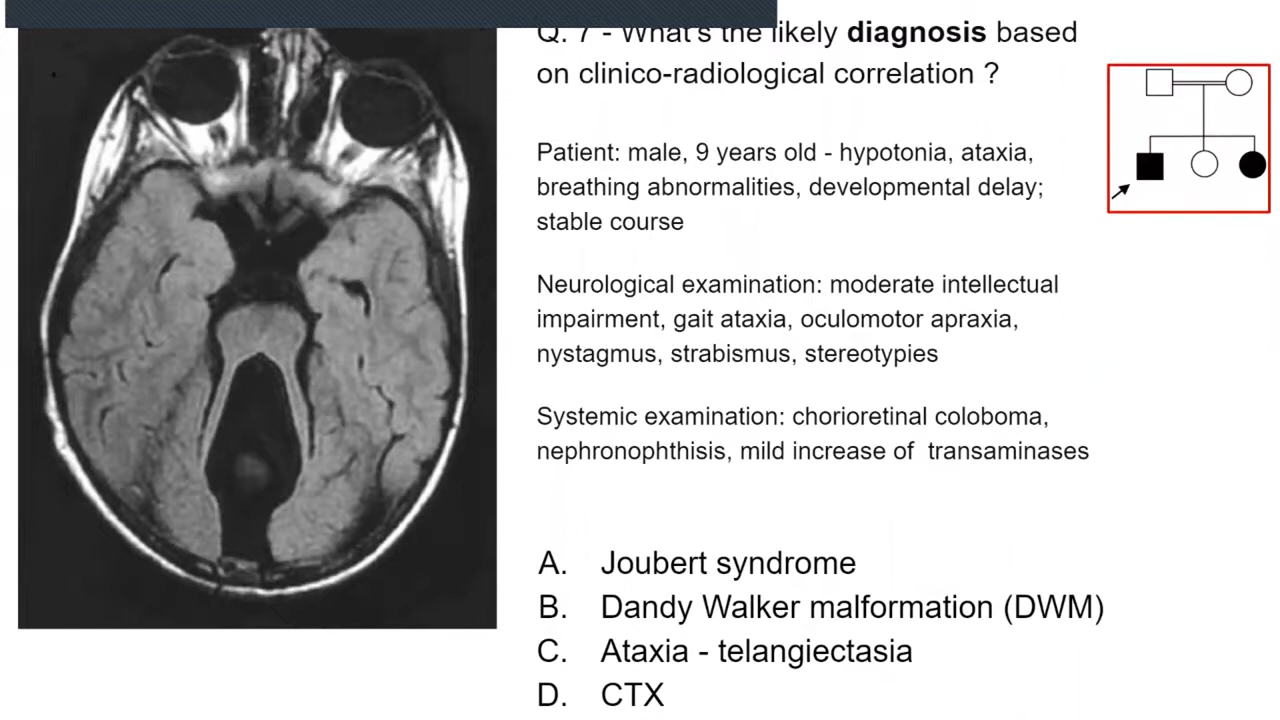 Q. 7 - What's the likely diagnosis based
on clinico-radiological correlation ?
Patient: male, 9 years old - hypotonia, ataxia,
breathing abnormalities, developmental delay;
stable course
Neurological examination: moderate intellectual
impairment, gait ataxia, oculomotor apraxia,
nystagmus, strabismus, stereotypies
Systemic examination: chorioretinal coloboma,
nephronophthisis, mild increase of transaminases
A. Joubert syndrome
B. Dandy Walker malformation (DWM)
C. Ataxia - telangiectasia
D. CTX